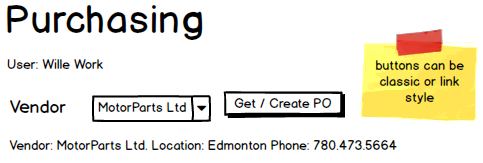 Purchasing
User: Wille Work
buttons can be
classic or link
style
Vendor MotorParts Ltd Get / Create PO
Vendor: MotorParts Ltd. Location: Edmonton Phone: 780.473.5664